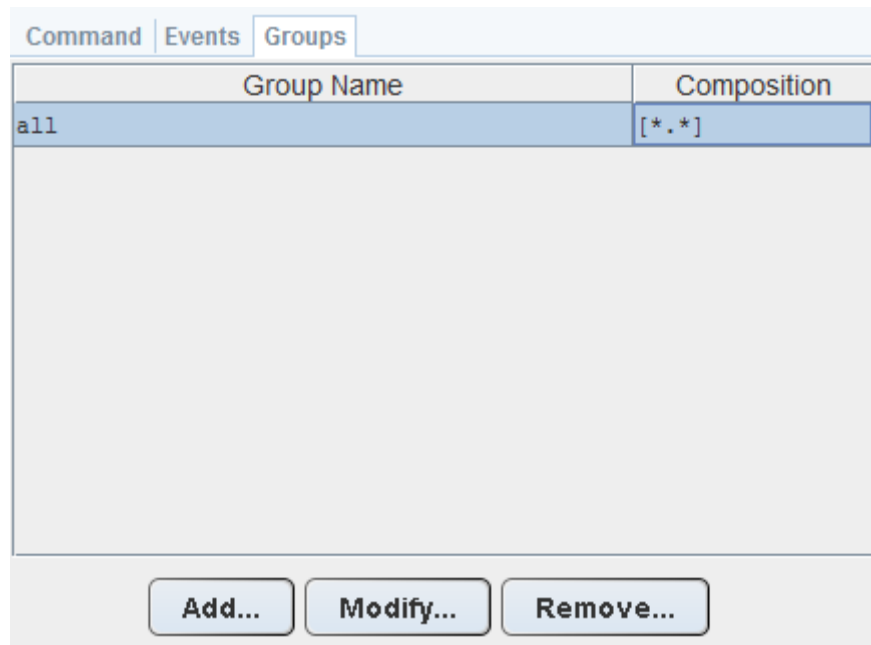 Command Events Groups
Group Name Composition
all [*.*]
Add... Modify... Remove...